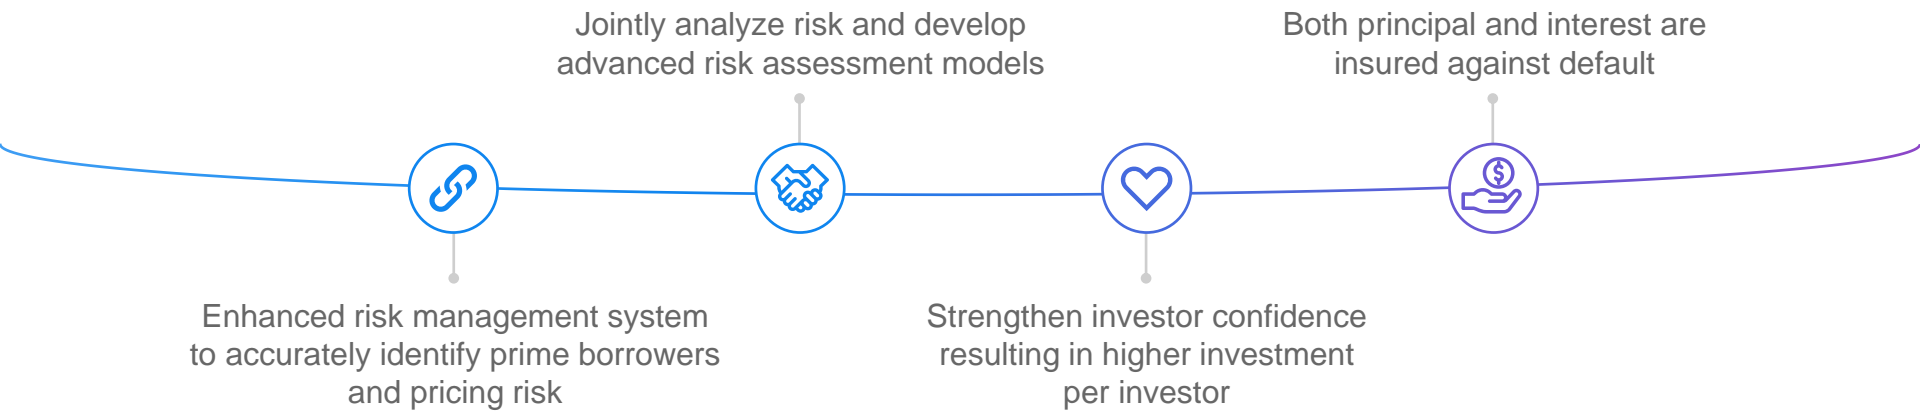 Jointly analyze risk and develop
advanced risk assessment models
Both principal and interest are
insured against default
$
Enhanced risk management system
to accurately identify prime borrowers
and pricing risk
Strengthen investor confidence
resulting in higher investment
per investor